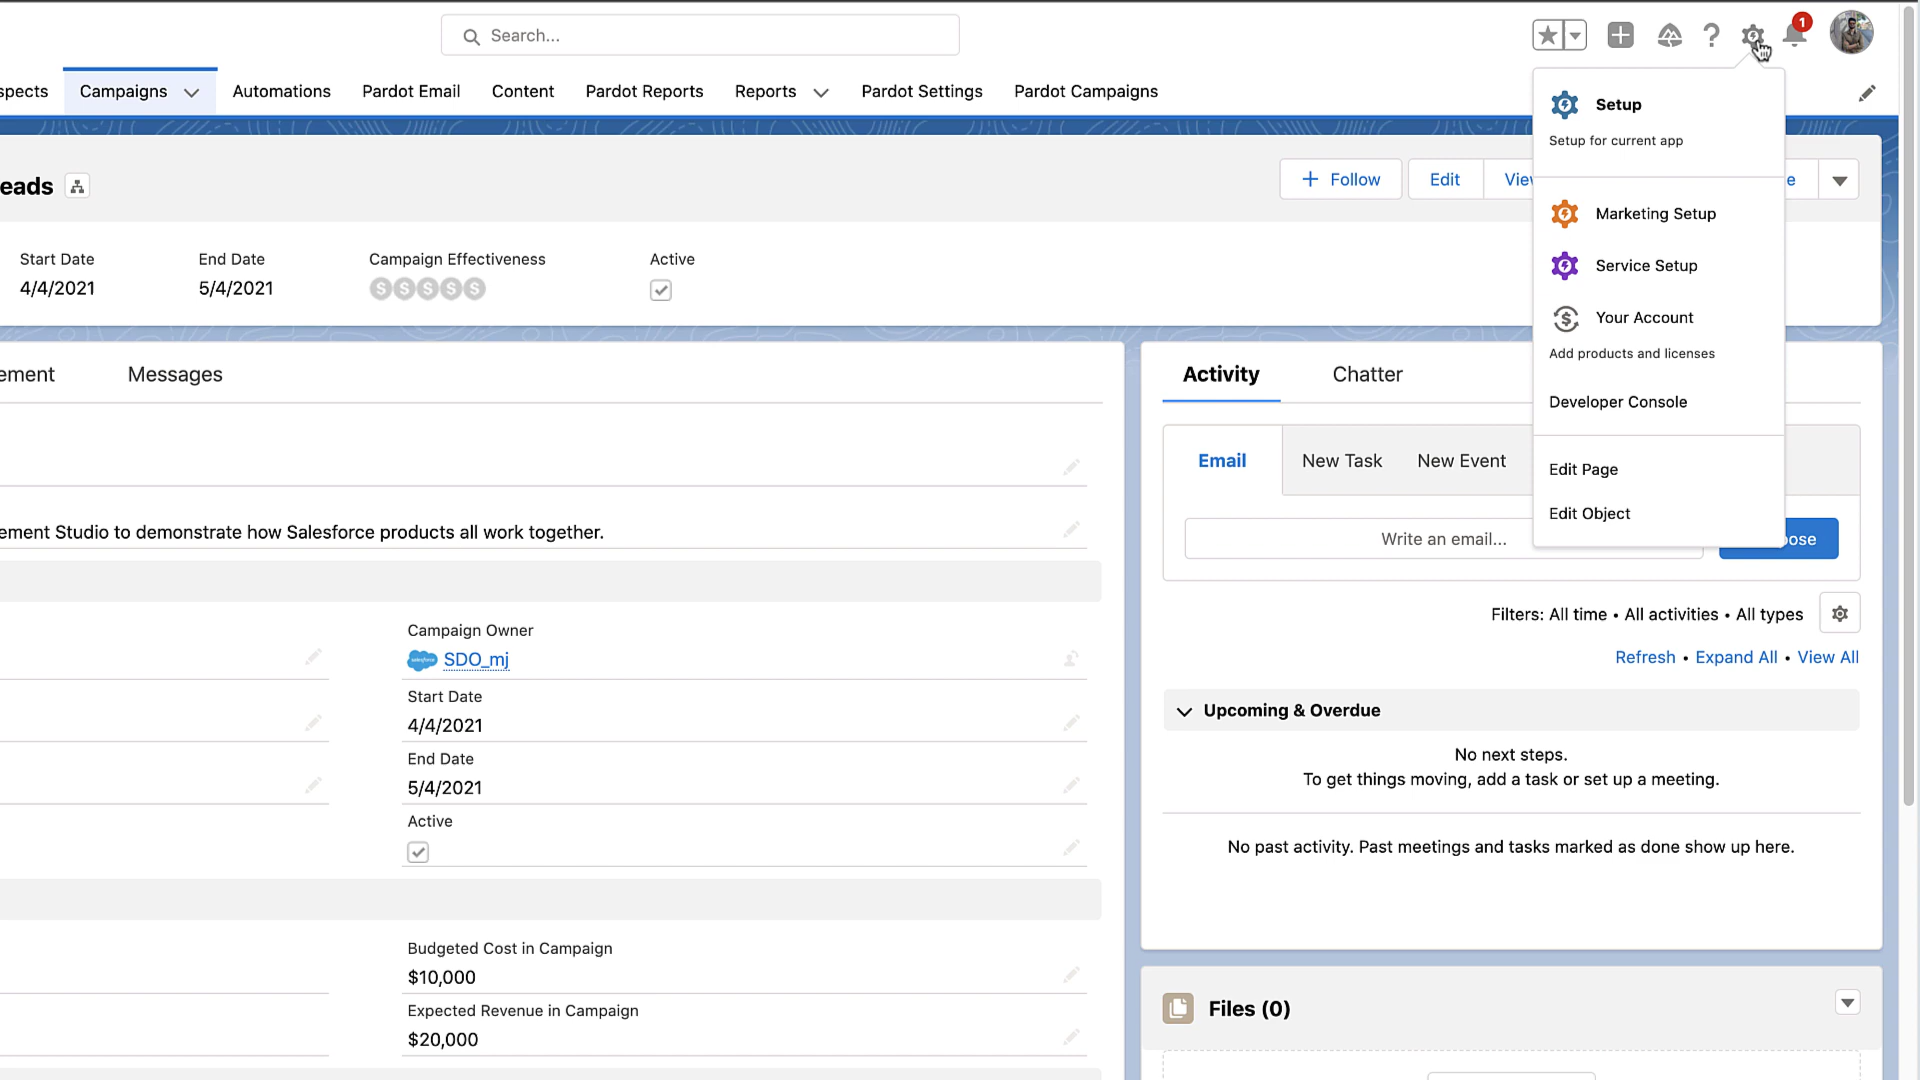 Search...
1
spects
Campaigns
Automations
Pardot Email
Content
Pardot Reports
Reports
Pardot Settings
Pardot Campaigns
Setup
Setup for current app
Marketing Setup
Service Setup
Your Account
Add products and licenses
Developer Console
Edit Page
Edit Object
eads
+ Follow
Edit
View
e
Start Date
4/4/2021
End Date
5/4/2021
Campaign Effectiveness
Active
ement
Messages
Activity
Chatter
Email
New Task
New Event
Write an email...
ose
ement Studio to demonstrate how Salesforce products all work together.
Filters: All time • All activities • All types
Refresh • Expand All • View All
Campaign Owner
SDO_mj
Start Date
4/4/2021
End Date
5/4/2021
Active
Upcoming & Overdue
No next steps.
To get things moving, add a task or set up a meeting.
No past activity. Past meetings and tasks marked as done show up here.
Budgeted Cost in Campaign
$10,000
Expected Revenue in Campaign
$20,000
Files (0)